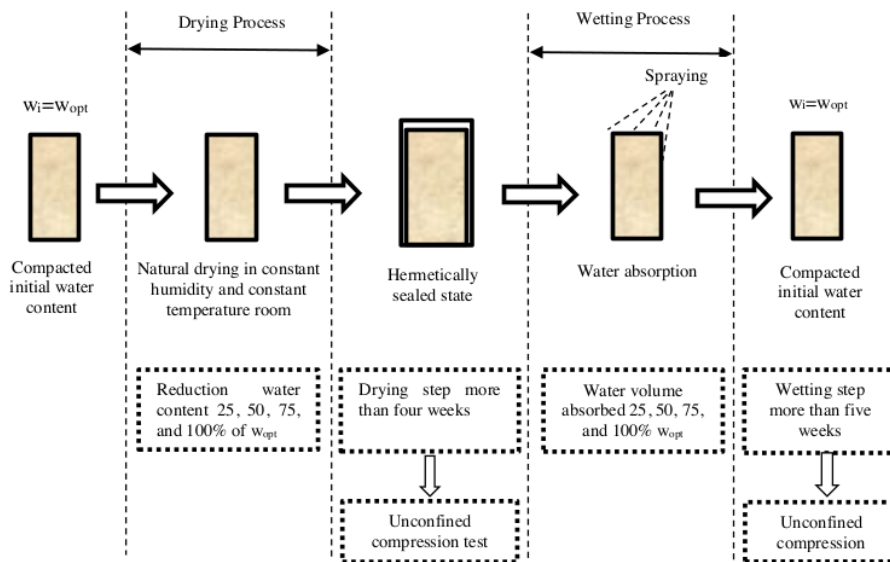 Drying Process
Wetting Process
Spraying
wi=wopt
wi=wopt
Compacted
initial water
content
Natural drying in constant
humidity and constant
temperature room
Hermetically
sealed state
Water absorption
Compacted
initial water
content
Reduction water
content 25, 50, 75,
and 100% of wopt
Drying step more
than four weeks
Water volume
absorbed 25, 50, 75,
and 100% wopt
Wetting step
more than five
weeks
Unconfined
compression test
Unconfined
compression